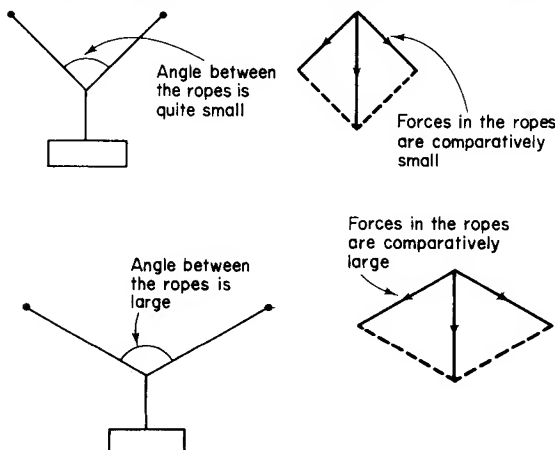 Angle between
the ropes is
quite small
Forces in the ropes
are comparatively
small
Forces in the ropes
are comparatively
large
Angle between
the ropes is
large